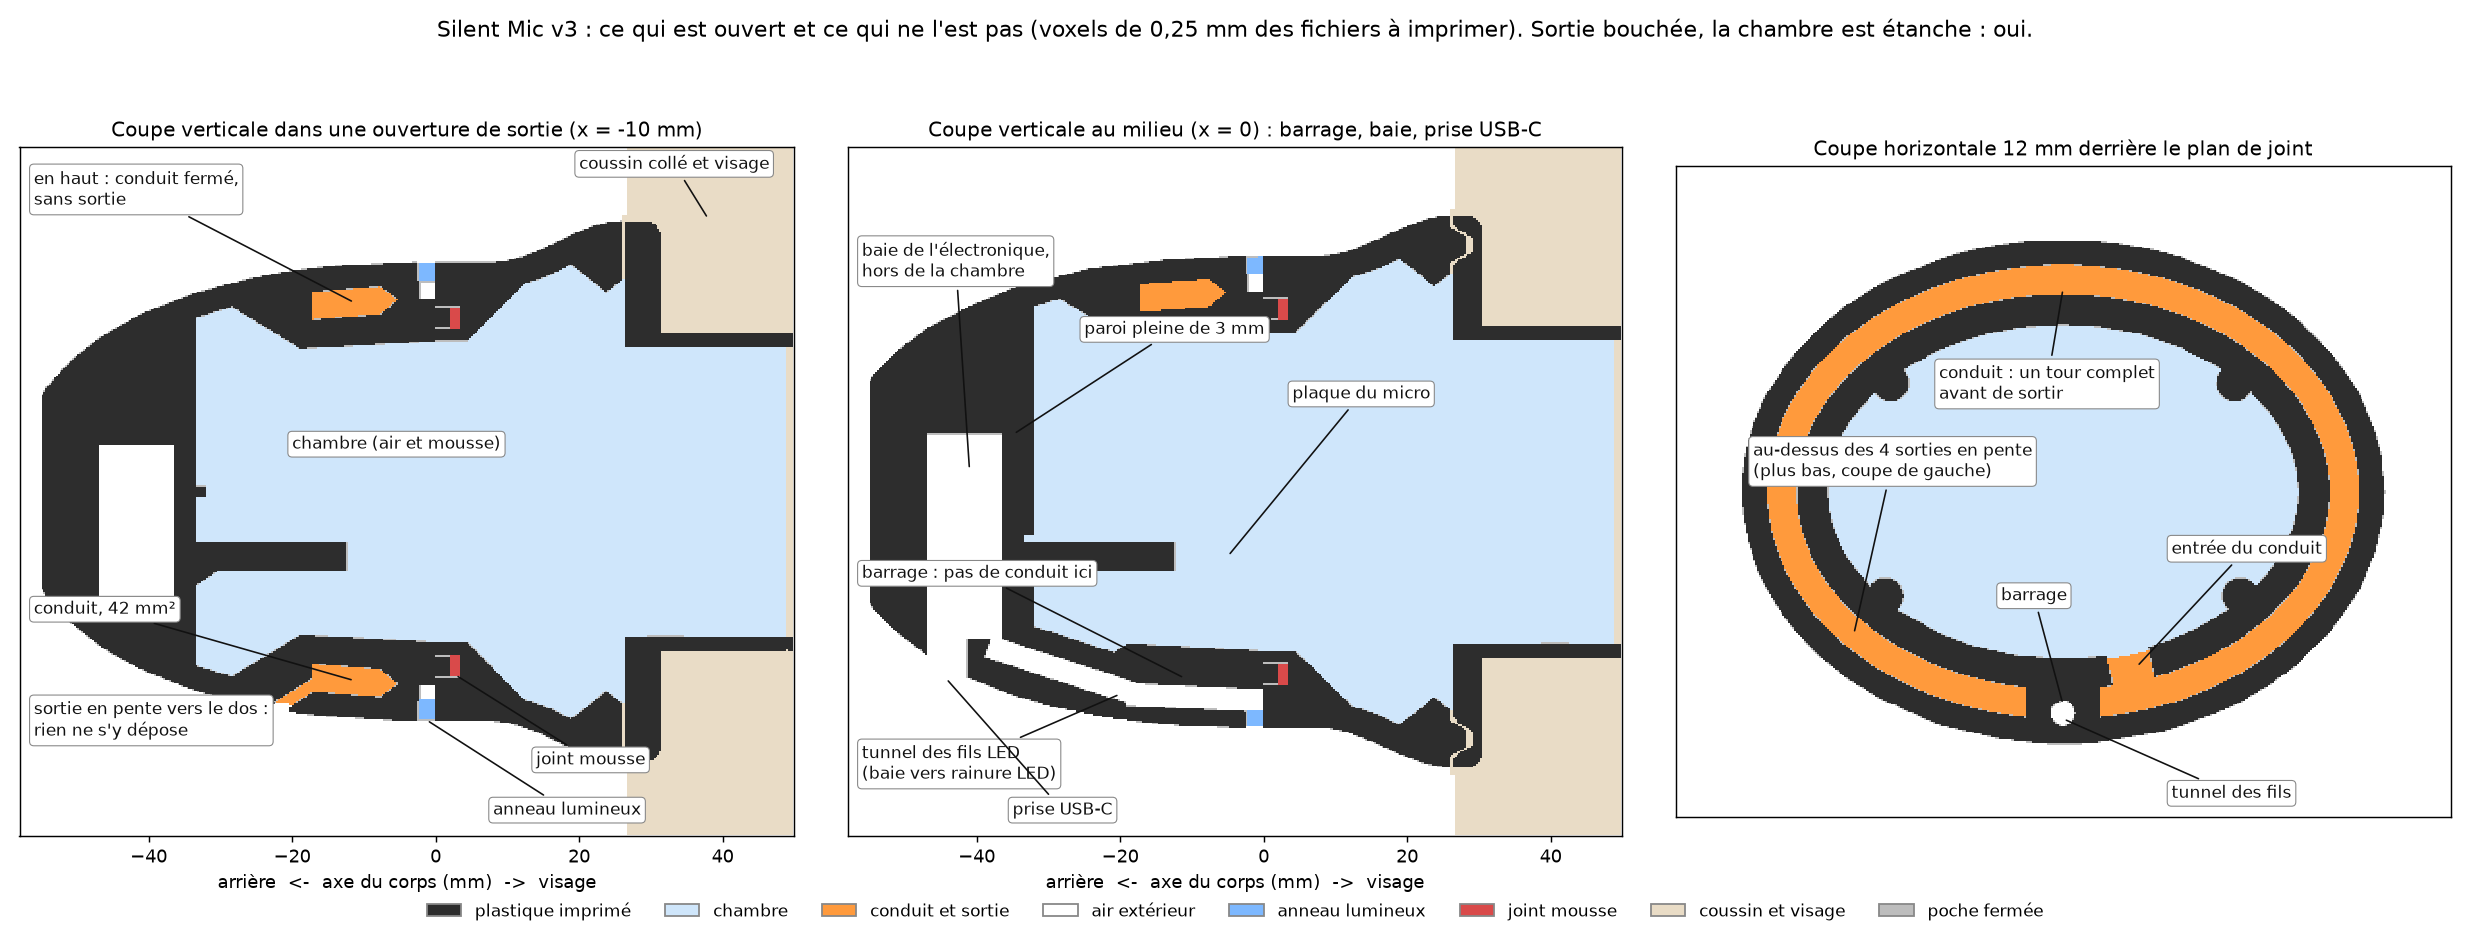 Silent Mic v3 : ce qui est ouvert et ce qui ne l'est pas (voxels de 0,25 mm des fichiers à imprimer). Sortie bouchée, la chambre est étanche : oui.
Coupe verticale dans une ouverture de sortie (x = -10 mm)
coussin collé et visage
en haut : conduit fermé,
sans sortie
chambre (air et mousse)
conduit, 42 mm²
sortie en pente vers le dos :
rien ne s'y dépose
joint mousse
anneau lumineux
−40
−20
0
20
40
arrière <- axe du corps (mm) -> visage
Coupe verticale au milieu (x = 0) : barrage, baie, prise USB-C
baie de l'électronique,
hors de la chambre
paroi pleine de 3 mm
plaque du micro
barrage : pas de conduit ici
tunnel des fils LED
(baie vers rainure LED)
prise USB-C
−40
−20
0
20
40
arrière <- axe du corps (mm) -> visage
Coupe horizontale 12 mm derrière le plan de joint
conduit : un tour complet
avant de sortir
au-dessus des 4 sorties en pente
(plus bas, coupe de gauche)
entrée du conduit
barrage
tunnel des fils
plastique imprimé
chambre
conduit et sortie
air extérieur
anneau lumineux
joint mousse
coussin et visage
poche fermée